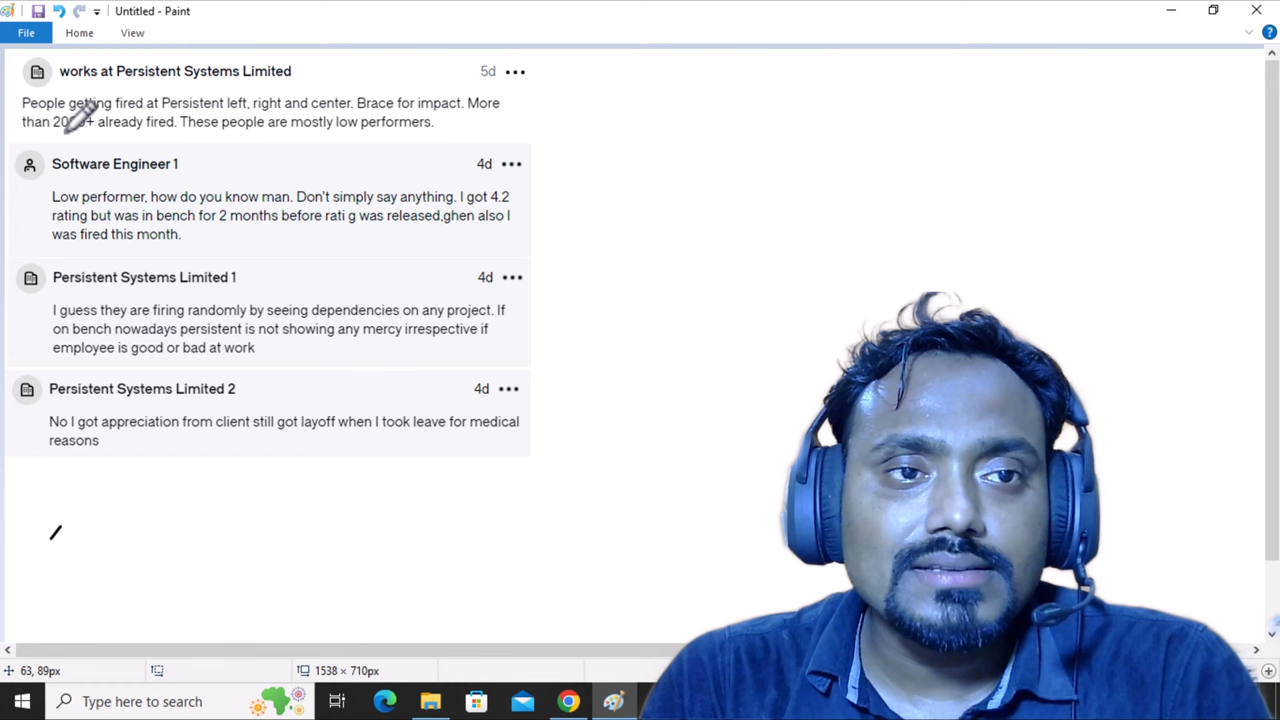 Untitled - Paint
File Home View
works at Persistent Systems Limited 5d
People getting fired at Persistent left, right and center. Brace for impact. More
than already fired. These people are mostly low performers.
Software Engineer 1 4d
Low performer, how do you know man. Don't simply say anything. I got 4.2
rating but was in bench for 2 months before rati g was released,ghen also I
was fired this month.
Persistent Systems Limited 1 4d
I guess they are firing randomly by seeing dependencies on any project. If
on bench nowadays persistent is not showing any mercy irrespective if
employee is good or bad at work
Persistent Systems Limited 2 4d
No I got appreciation from client still got layoff when I took leave for medical
reasons
63, 89px 1538 × 710px
Type here to search